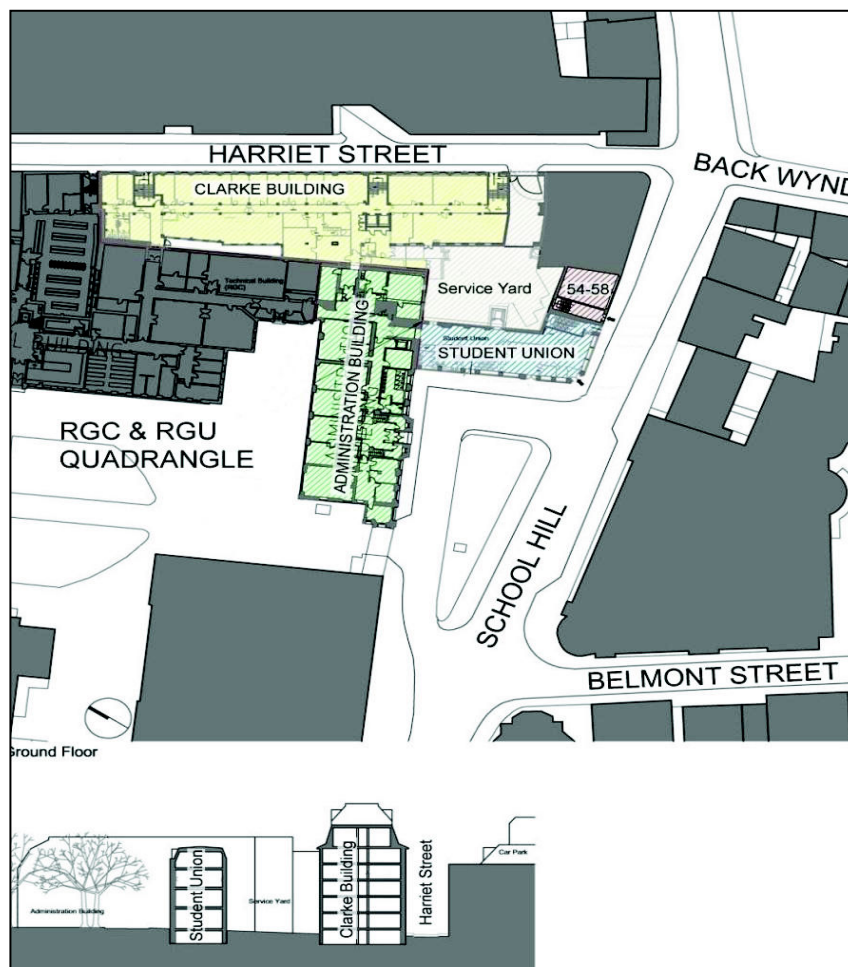 HARRIET STREET
BACK WYND
CLARKE BUILDING
Technical Building
(RGC)
Service Yard
54-58
ADMINISTRATION BUILDING
Student Union
STUDENT UNION
RGC & RGU
QUADRANGLE
SCHOOL HILL
BELMONT STREET
Ground Floor
Administration Building
Student Union
Service Yard
Clarke Building
Harriet Street
Car Park